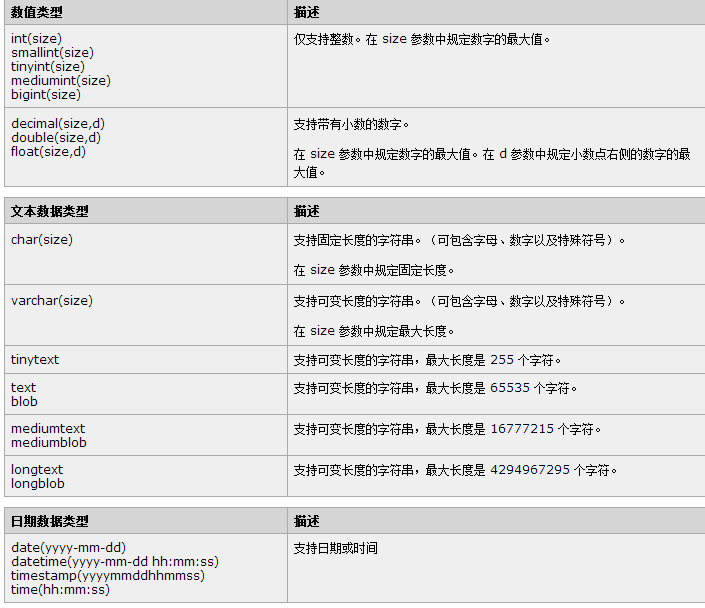 数值类型 描述
int(size) 仅支持整数。在 size 参数中规定数字的最大值。
smallint(size)
tinyint(size)
mediumint(size)
bigint(size)
decimal(size,d) 支持带有小数的数字。
double(size,d)
float(size,d) 在 size 参数中规定数字的最大值。在 d 参数中规定小数点右侧的数字的最
大值。
文本数据类型 描述
char(size) 支持固定长度的字符串。（可包含字母、数字以及特殊符号）。
在 size 参数中规定固定长度。
varchar(size) 支持可变长度的字符串。（可包含字母、数字以及特殊符号）。
在 size 参数中规定最大长度。
tinytext 支持可变长度的字符串，最大长度是 255 个字符。
text 支持可变长度的字符串，最大长度是 65535 个字符。
blob
mediumtext 支持可变长度的字符串，最大长度是 16777215 个字符。
mediumblob
longtext 支持可变长度的字符串，最大长度是 4294967295 个字符。
longblob
日期数据类型 描述
date(yyyy-mm-dd) 支持日期或时间
datetime(yyyy-mm-dd hh:mm:ss)
timestamp(yyyymmddhhmmss)
time(hh:mm:ss)